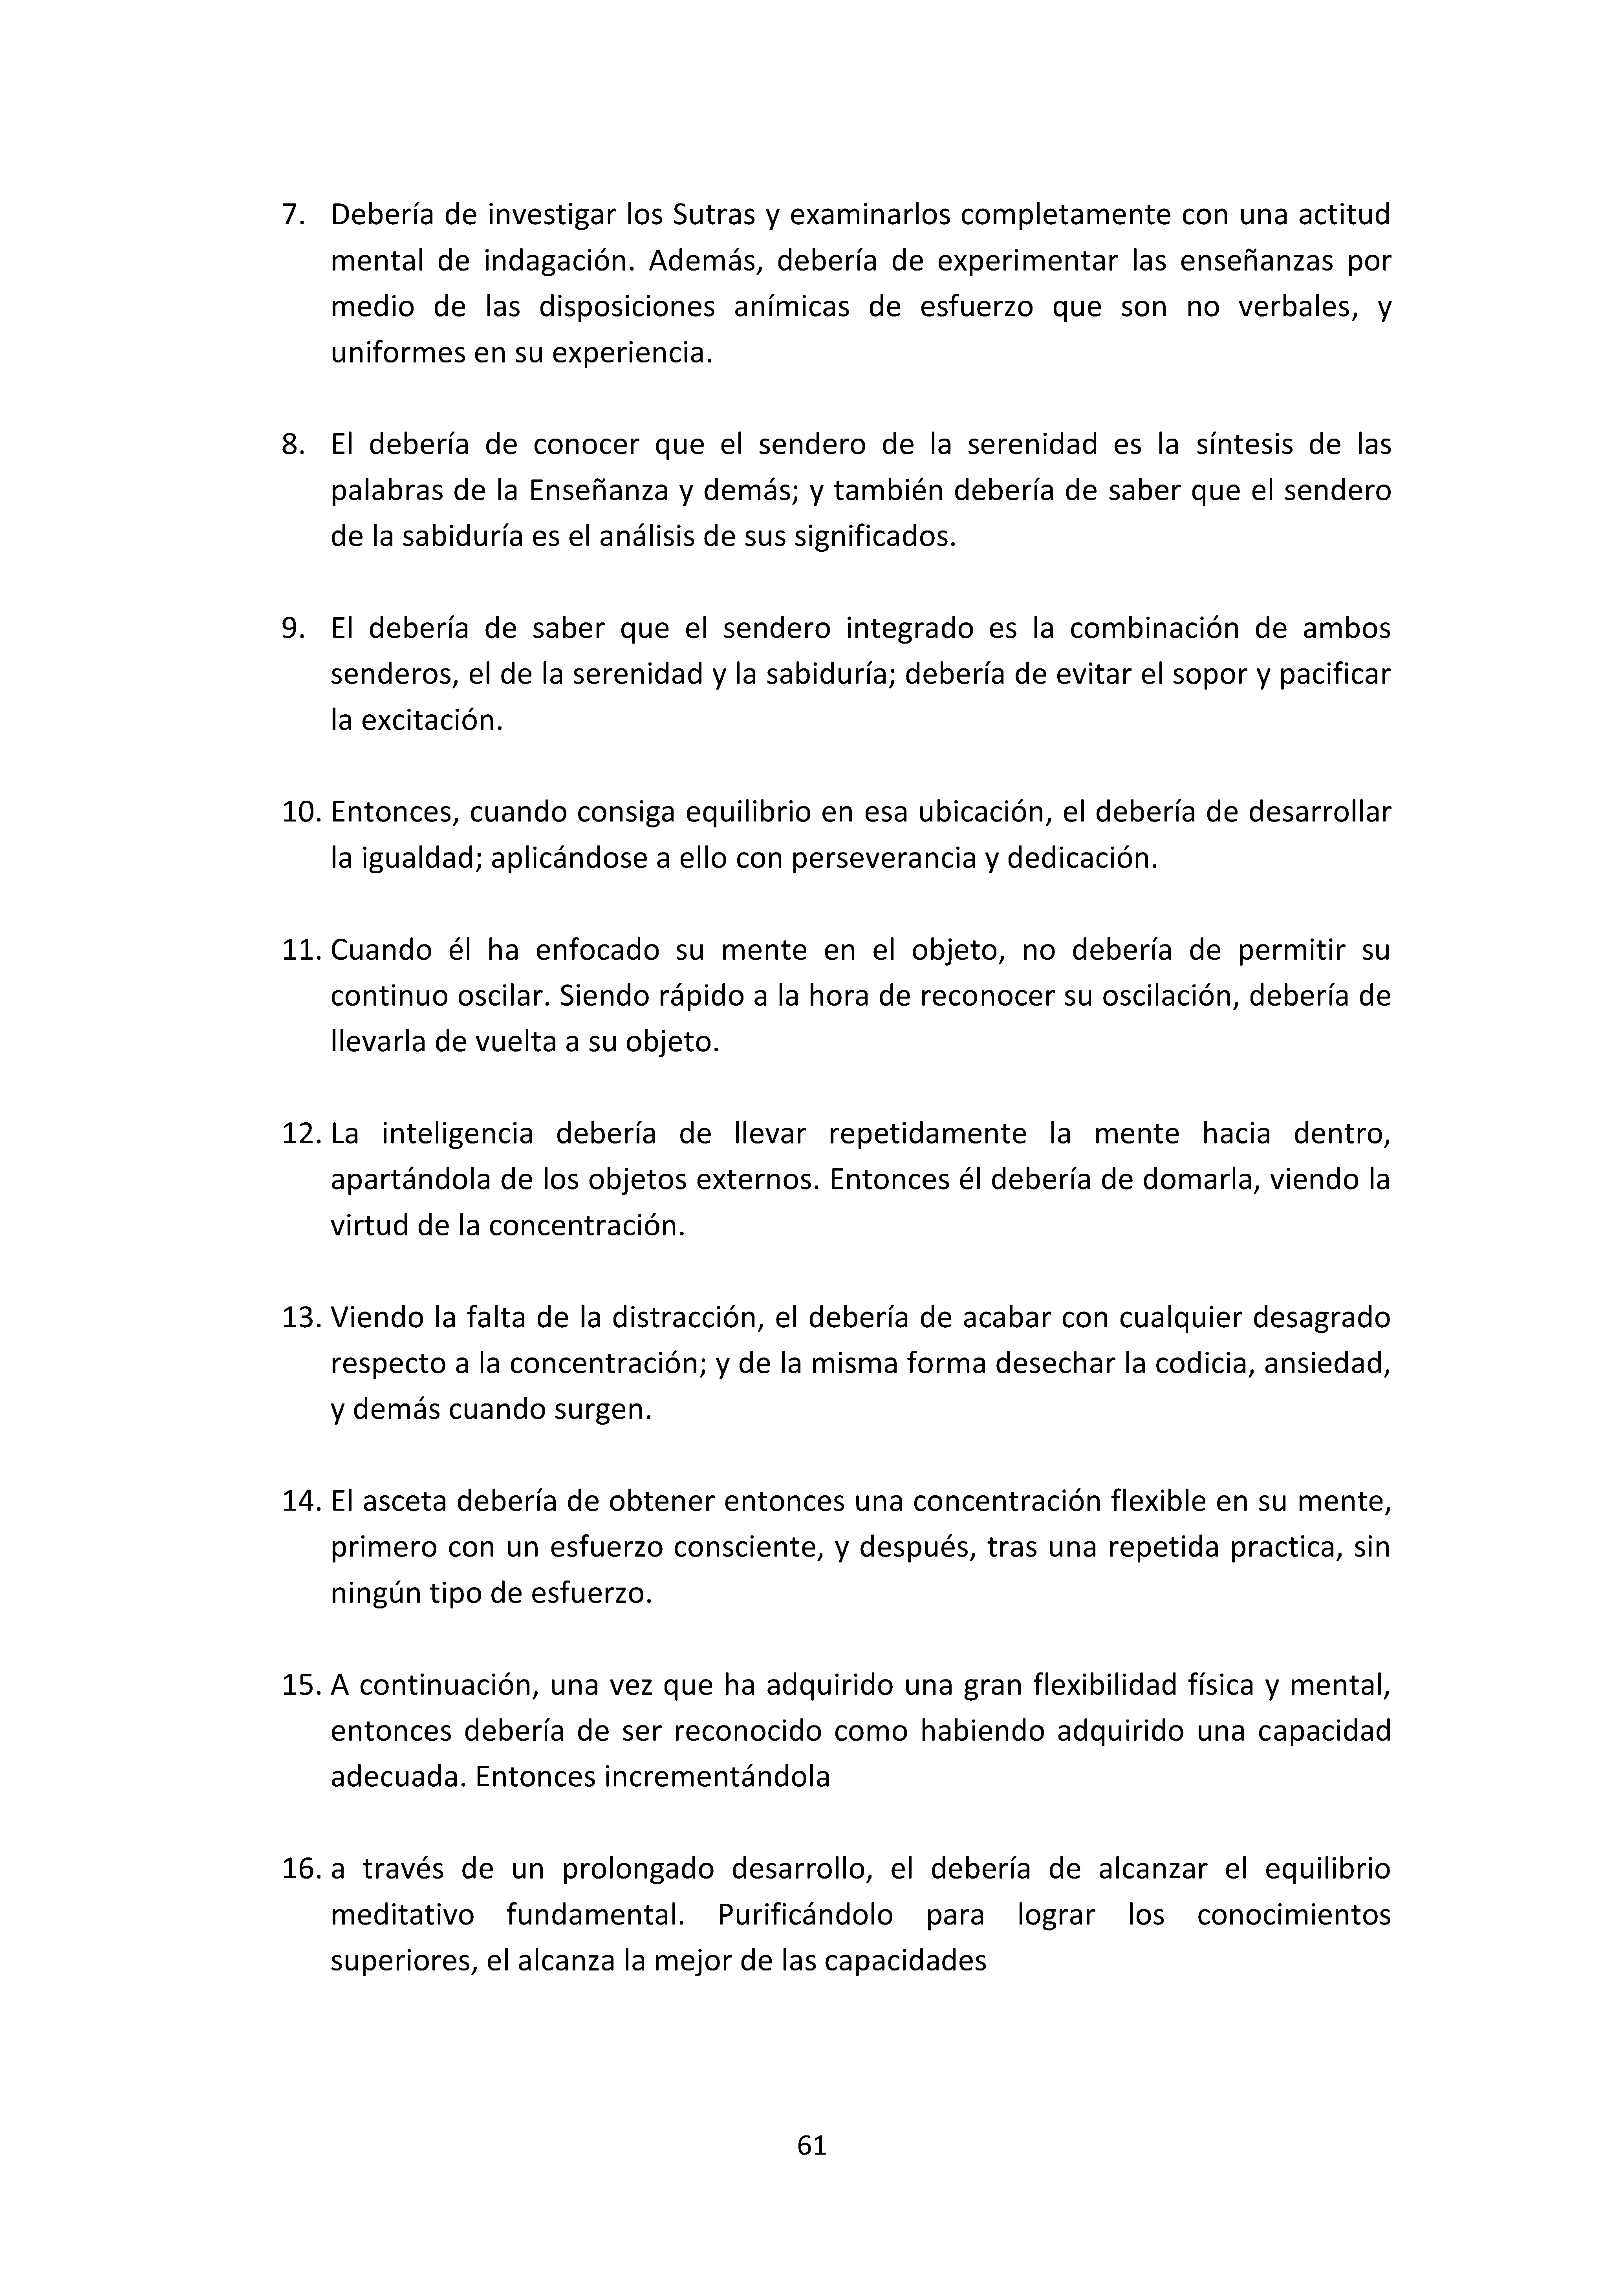 7. Debería de investigar los Sutras y examinarlos completamente con una actitud
mental de indagación. Además, debería de experimentar las enseñanzas por
medio de las disposiciones anímicas de esfuerzo que son no verbales, y
uniformes en su experiencia.
8. El debería de conocer que el sendero de la serenidad es la síntesis de las
palabras de la Enseñanza y demás; y también debería de saber que el sendero
de la sabiduría es el análisis de sus significados.
9. El debería de saber que el sendero integrado es la combinación de ambos
senderos, el de la serenidad y la sabiduría; debería de evitar el sopor y pacificar
la excitación.
10. Entonces, cuando consiga equilibrio en esa ubicación, el debería de desarrollar
la igualdad; aplicándose a ello con perseverancia y dedicación.
11. Cuando él ha enfocado su mente en el objeto, no debería de permitir su
continuo oscilar. Siendo rápido a la hora de reconocer su oscilación, debería de
llevarla de vuelta a su objeto.
12. La inteligencia debería de llevar repetidamente la mente hacia dentro,
apartándola de los objetos externos. Entonces él debería de domarla, viendo la
virtud de la concentración.
13. Viendo la falta de la distracción, el debería de acabar con cualquier desagrado
respecto a la concentración; y de la misma forma desechar la codicia, ansiedad,
y demás cuando surgen.
14. El asceta debería de obtener entonces una concentración flexible en su mente,
primero con un esfuerzo consciente, y después, tras una repetida practica, sin
ningún tipo de esfuerzo.
15. A continuación, una vez que ha adquirido una gran flexibilidad física y mental,
entonces debería de ser reconocido como habiendo adquirido una capacidad
adecuada. Entonces incrementándola
16. a través de un prolongado desarrollo, el debería de alcanzar el equilibrio
meditativo fundamental. Purificándolo para lograr los conocimientos
superiores, el alcanza la mejor de las capacidades
61